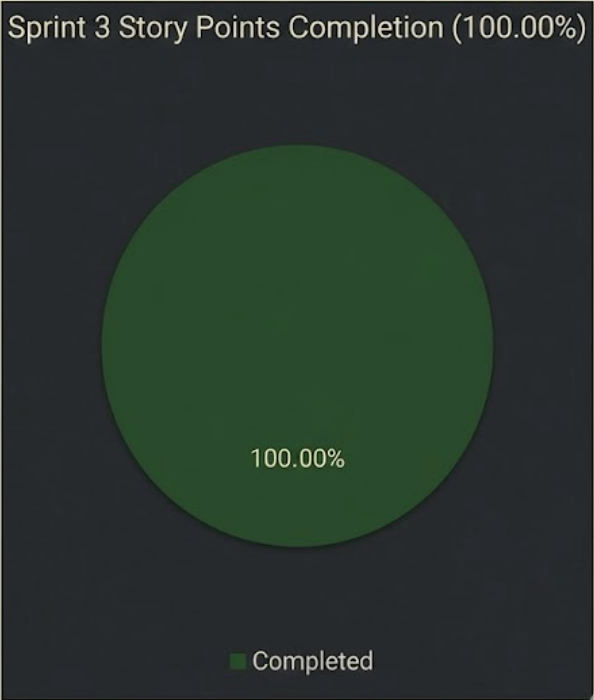 Sprint 3 Story Points Completion (100.00%)
100.00%
Completed